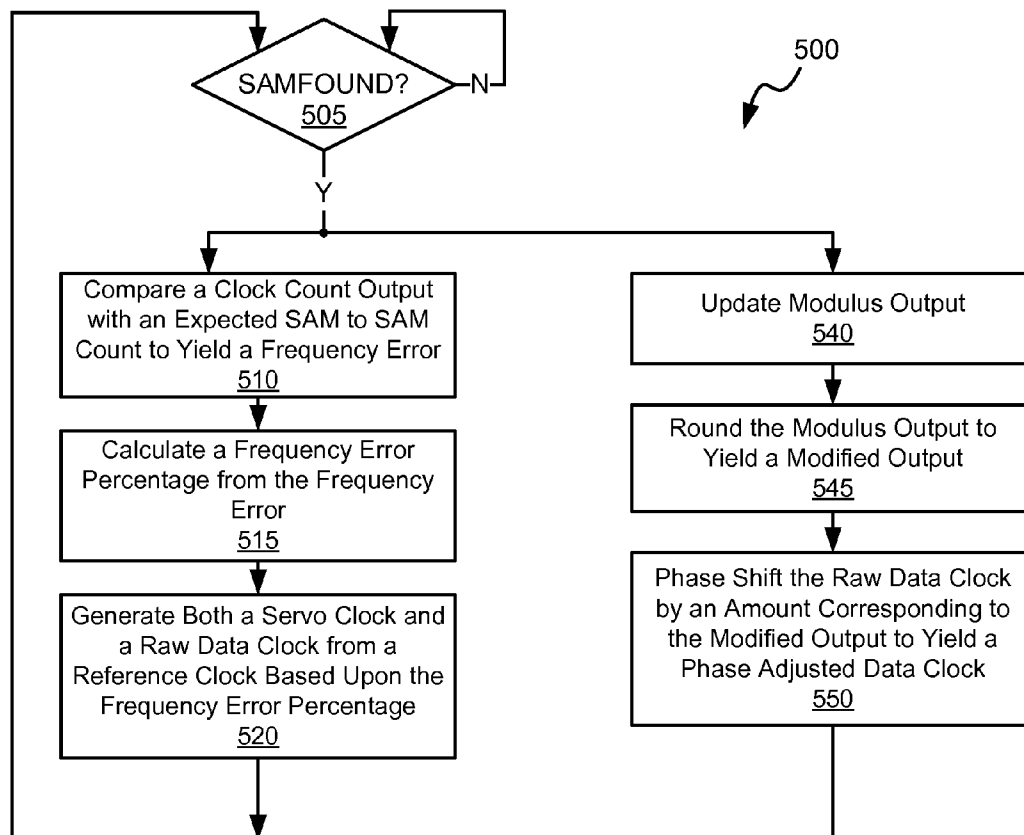 SAMFOUND?
505
N
500
Y
Compare a Clock Count Output
with an Expected SAM to SAM
Count to Yield a Frequency Error
510
Calculate a Frequency Error
Percentage from the Frequency
Error
515
Generate Both a Servo Clock and
a Raw Data Clock from a
Reference Clock Based Upon the
Frequency Error Percentage
520
Update Modulus Output
540
Round the Modulus Output to
Yield a Modified Output
545
Phase Shift the Raw Data Clock
by an Amount Corresponding to
the Modified Output to Yield a
Phase Adjusted Data Clock
550